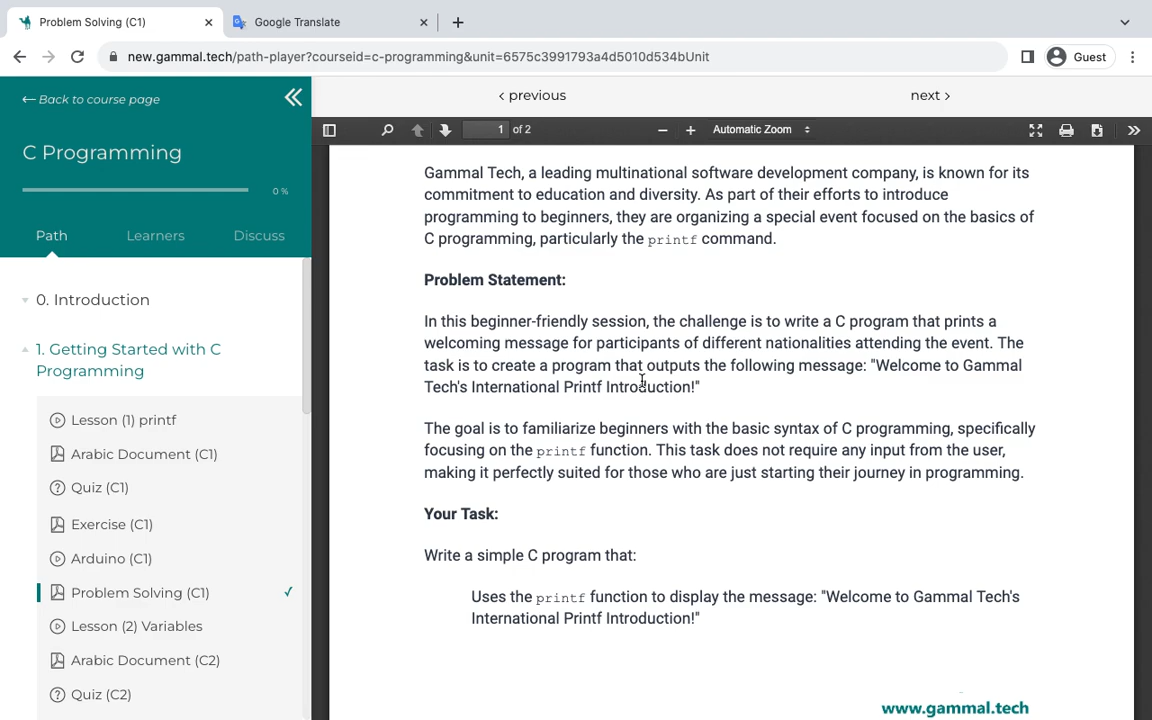 Problem Solving (C1)
Google Translate
new.gammal.tech/path-player?courseid=c-programming&unit=6575c3991793a4d5010d534bUnit
Guest
Back to course page
C Programming
0 %
Path
Learners
Discuss
0. Introduction
1. Getting Started with C
Programming
Lesson (1) printf
Arabic Document (C1)
Quiz (C1)
Exercise (C1)
Arduino (C1)
Problem Solving (C1)
Lesson (2) Variables
Arabic Document (C2)
Quiz (C2)
‹ previous
next ›
1 of 2
Automatic Zoom
Gammal Tech, a leading multinational software development company, is known for its
commitment to education and diversity. As part of their efforts to introduce
programming to beginners, they are organizing a special event focused on the basics of
C programming, particularly the printf command.
Problem Statement:
In this beginner-friendly session, the challenge is to write a C program that prints a
welcoming message for participants of different nationalities attending the event. The
task is to create a program that outputs the following message: "Welcome to Gammal
Tech's International Printf Introduction!"
The goal is to familiarize beginners with the basic syntax of C programming, specifically
focusing on the printf function. This task does not require any input from the user,
making it perfectly suited for those who are just starting their journey in programming.
Your Task:
Write a simple C program that:
Uses the printf function to display the message: "Welcome to Gammal Tech's
International Printf Introduction!"
www.gammal.tech